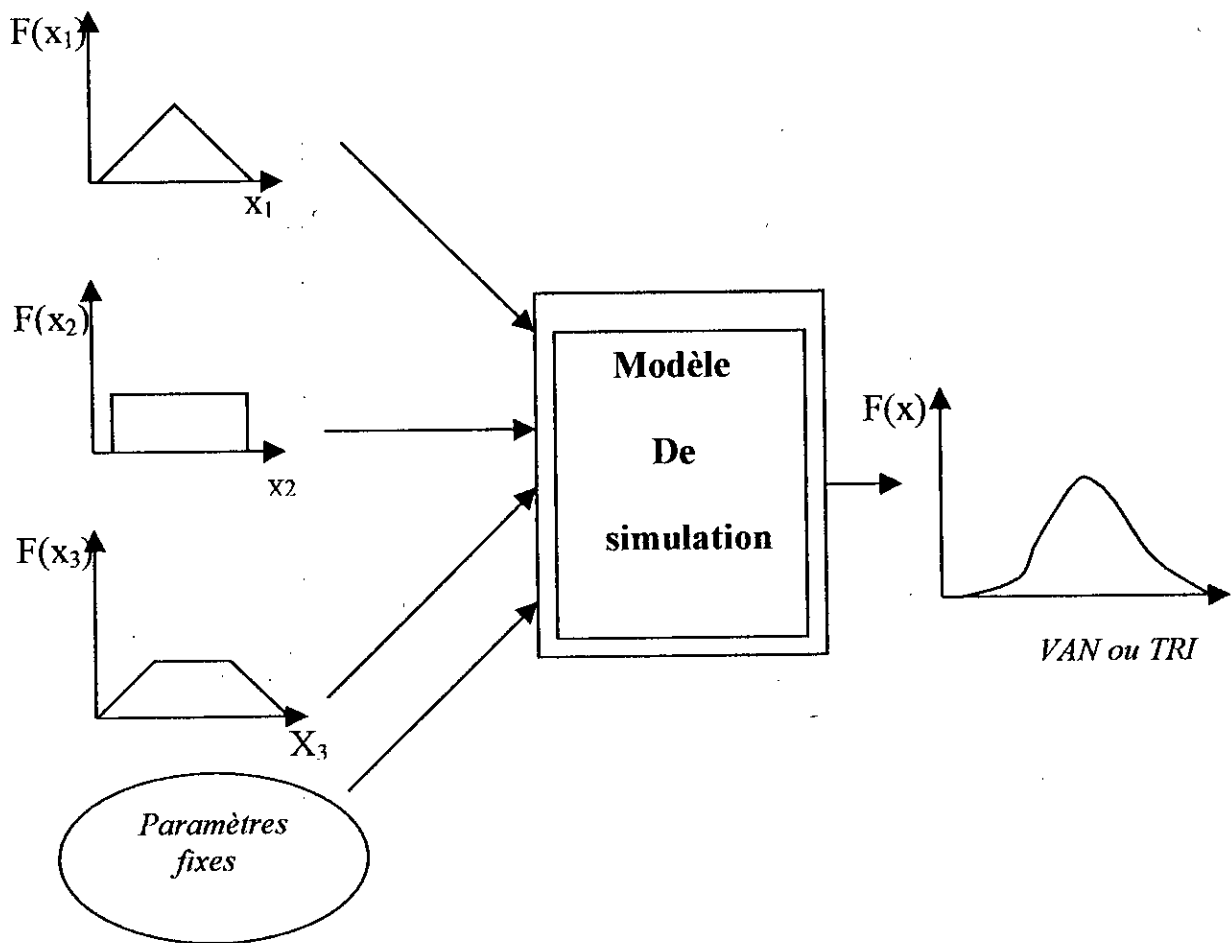 F(x₁)
x₁
F(x₂)
x₂
F(x₃)
X₃
Paramètres
fixes
Modèle
De
simulation
F(x)
VAN ou TRI